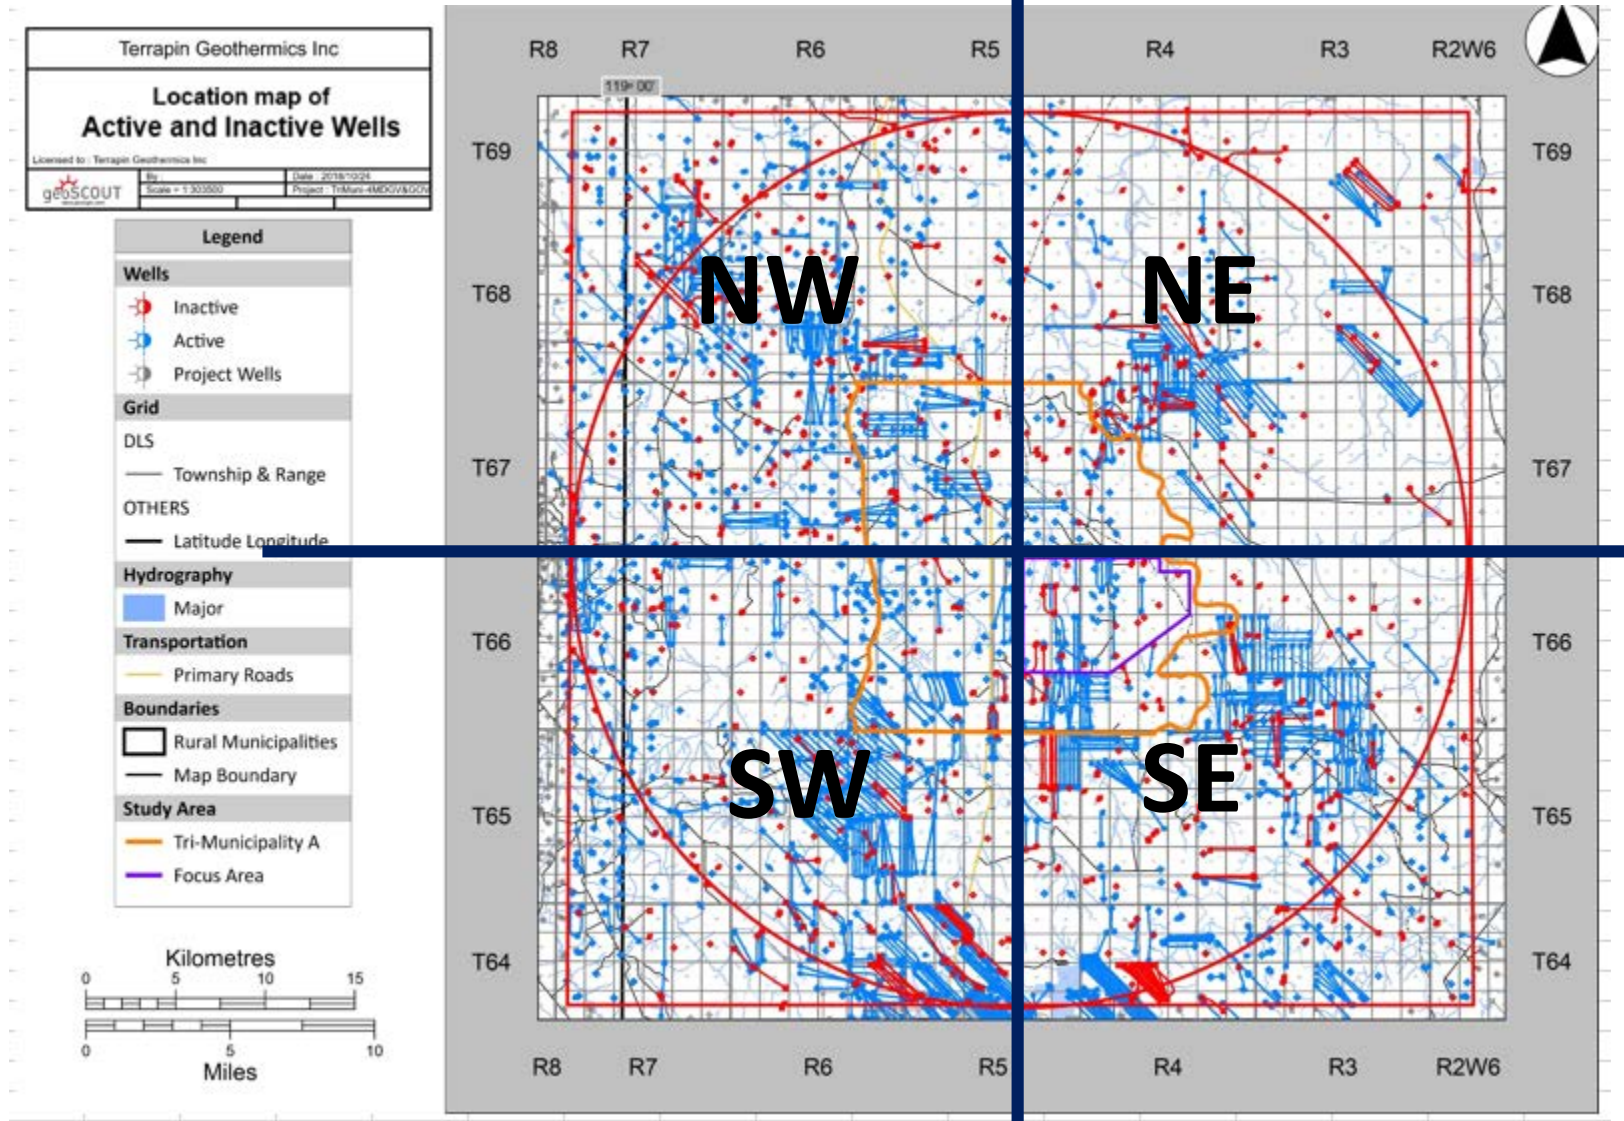 Terrapin Geothermics Inc
Location map of
Active and Inactive Wells
Licensed to : Terrapin Geothermics Inc
geoSCOUT
By :
Date : 2018/10/24
Scale = 1:303500
Project : TriMuni-4MDGV&GOV
Legend
Wells
Inactive
Active
Project Wells
Grid
DLS
Township & Range
OTHERS
Latitude Longitude
Hydrography
Major
Transportation
Primary Roads
Boundaries
Rural Municipalities
Map Boundary
Study Area
Tri-Municipality A
Focus Area
Kilometres
0 5 10 15
0 5 10
Miles
R8 R7 R6 R5 R4 R3 R2W6
119° 00'
T69 T69
T68 NW NE T68
T67 T67
T66 T66
SW SE
T65 T65
T64 T64
R8 R7 R6 R5 R4 R3 R2W6